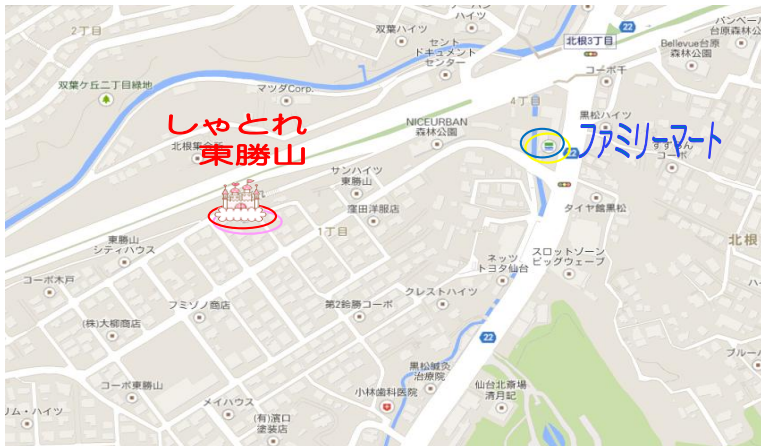 2丁目
双葉ハイツ
ハイツ
セント
ドキュメント
センター
22
北根3丁目
パンベール
台原森林公
Bellevue台原
森林公園
双葉ケ丘二丁目緑地
マツダCorp.
コーポ千
4丁目
しゃとれ
東勝山
北根集会所
NICEURBAN
森林公園
黒松ハイツ
ファミリーマート
22
コーポ
サンハイツ
東勝山
窪田洋服店
タイヤ館黒松
1丁目
東勝山
シティハウス
ネッツ
トヨタ仙台
スロットゾーン
ビッグウェーブ
北根
コーポ木戸
フミゾノ商店
第2鈴勝コーポ
クレストハイツ
(株)大柳商店
22
黒松鍼灸
治療院
ブルー
コーポ東勝山
メイハウス
小林歯科医院
仙台北斎場
清月記
リム・ハイツ
(有)濱口
塗装店